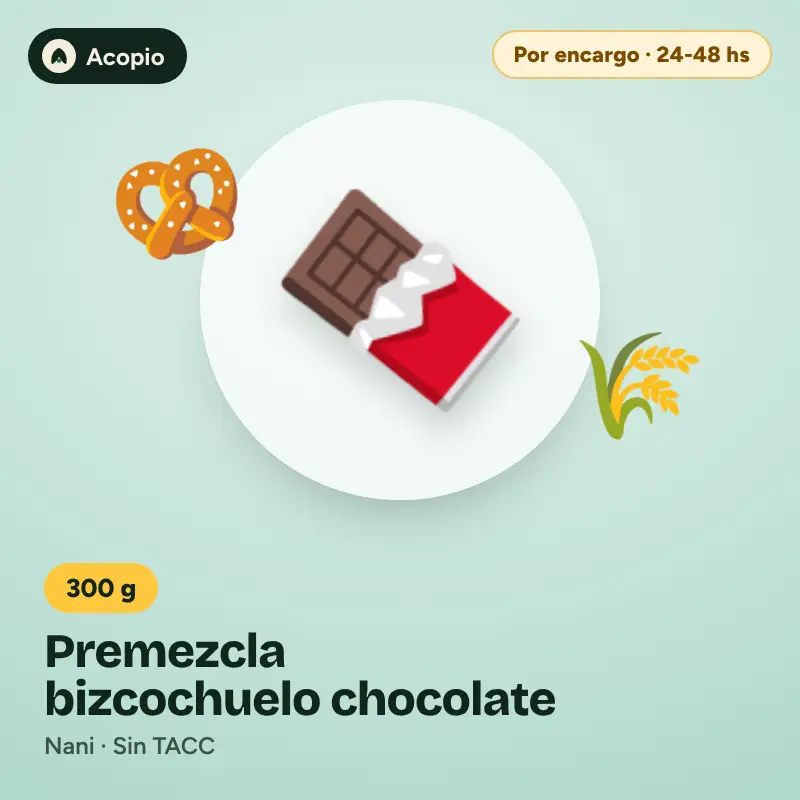 Acopio
Por encargo · 24-48 hs
300 g
Premezcla
bizcochuelo chocolate
Nani · Sin TACC